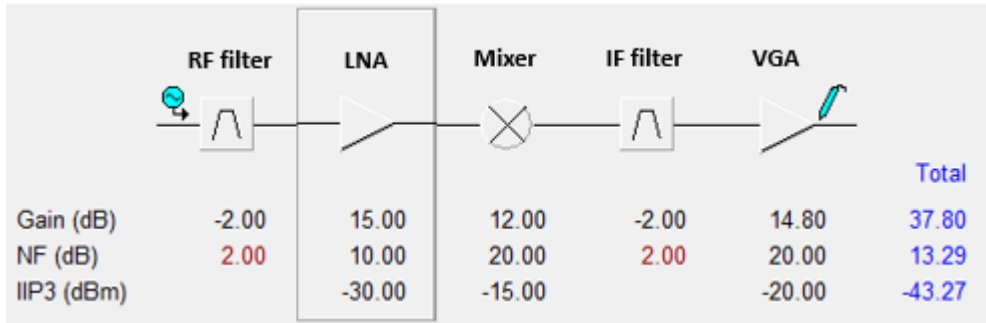 RF filter LNA Mixer IF filter VGA
Total
Gain (dB) -2.00 15.00 12.00 -2.00 14.80 37.80
NF (dB) 2.00 10.00 20.00 2.00 20.00 13.29
IIP3 (dBm) -30.00 -15.00 -20.00 -43.27